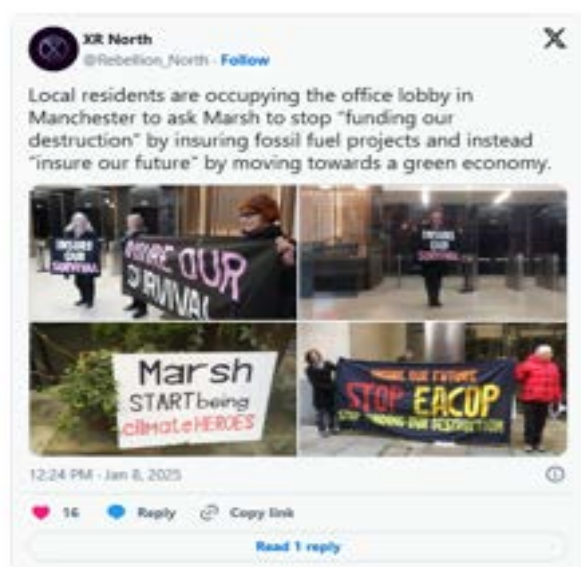 XR North
@Rebellion_North · Follow
Local residents are occupying the office lobby in
Manchester to ask Marsh to stop "funding our
destruction" by insuring fossil fuel projects and instead
"insure our future" by moving towards a green economy.
INSURE
OUR
SURVIVAL
INSURE OUR
SURVIVAL
INSURE
OUR
SURVIVAL
Marsh
START being
climate HEROES
INSURE OUR FUTURE
STOP EACOP
STOP FUNDING OUR DESTRUCTION
12:24 PM · Jan 8, 2025
16
Reply
Copy link
Read 1 reply